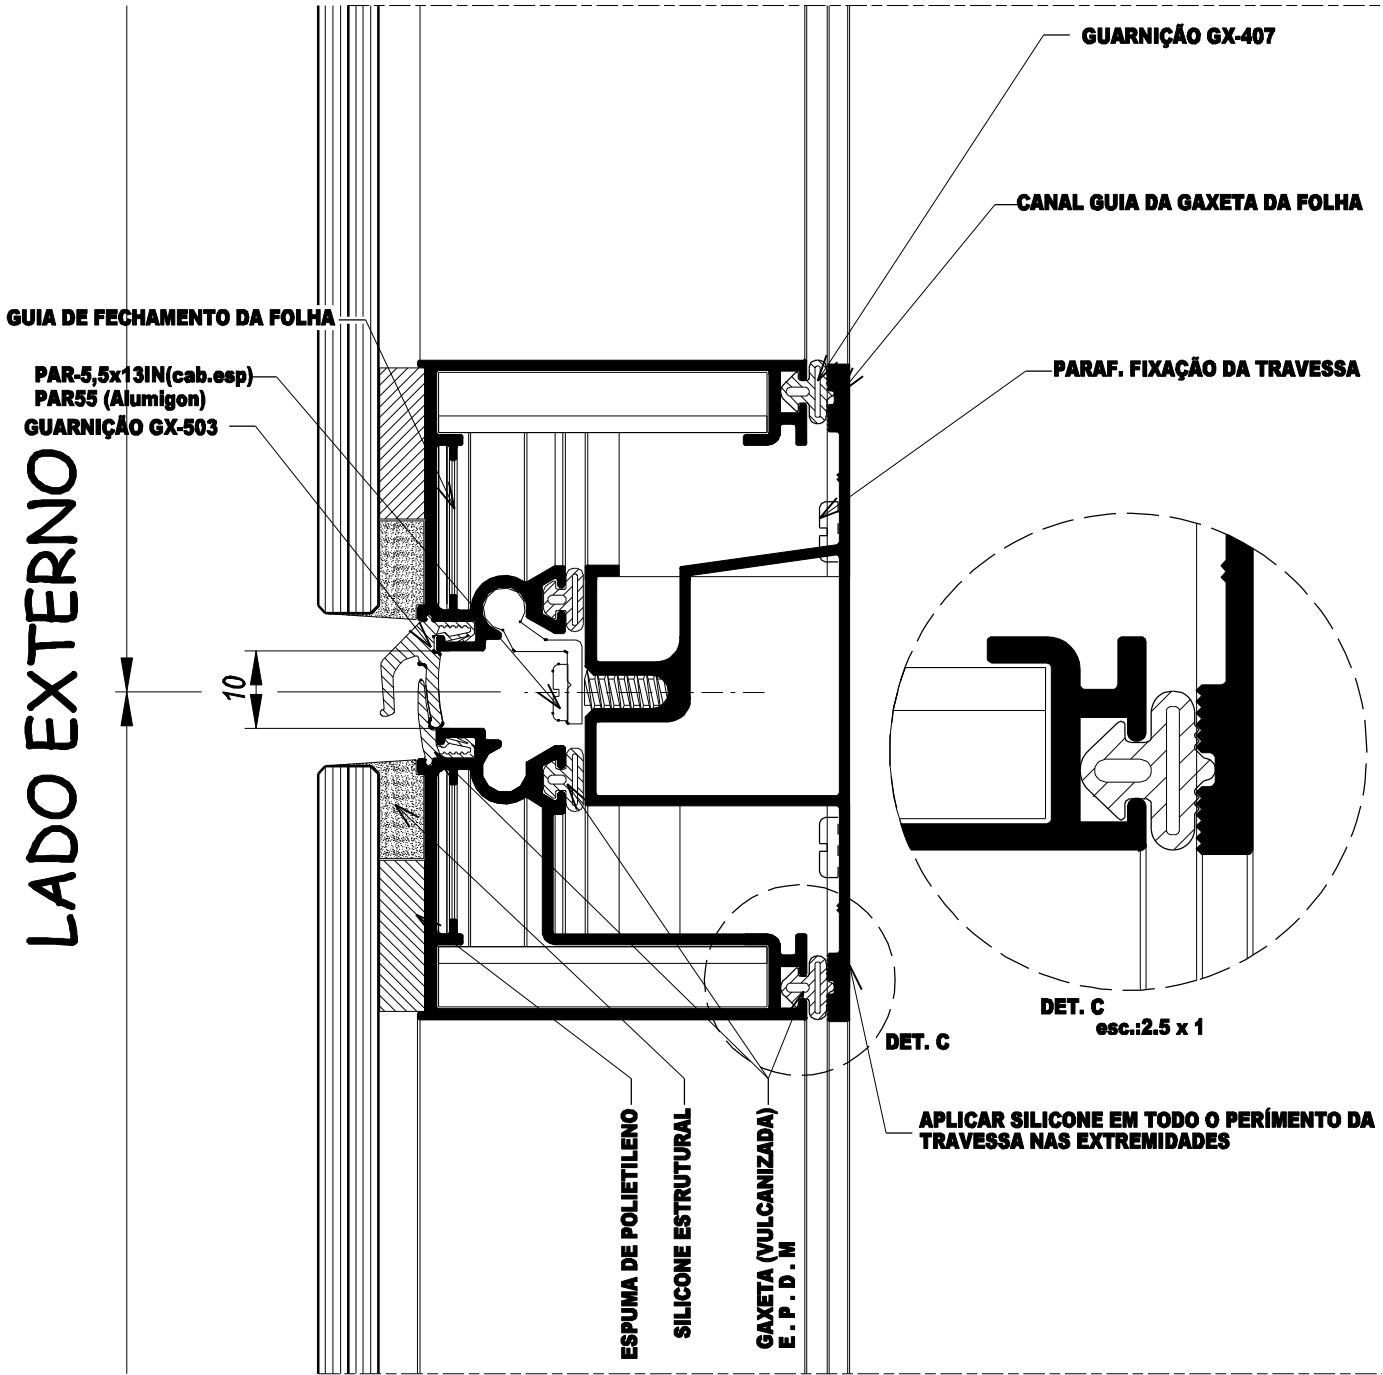 GUARNIÇÃO GX-407
CANAL GUIA DA GAXETA DA FOLHA
GUIA DE FECHAMENTO DA FOLHA
PAR-5,5x13IN(cab.esp)
PAR55 (Alumigon)
GUARNIÇÃO GX-503
PARAF. FIXAÇÃO DA TRAVESSA
LADO EXTERNO
10
DET. C
esc.:2.5 x 1
DET. C
APLICAR SILICONE EM TODO O PERÍMENTO DA
TRAVESSA NAS EXTREMIDADES
ESPUMA DE POLIETILENO
SILICONE ESTRUTURAL
GAXETA (VULCANIZADA)
E . P . D . M